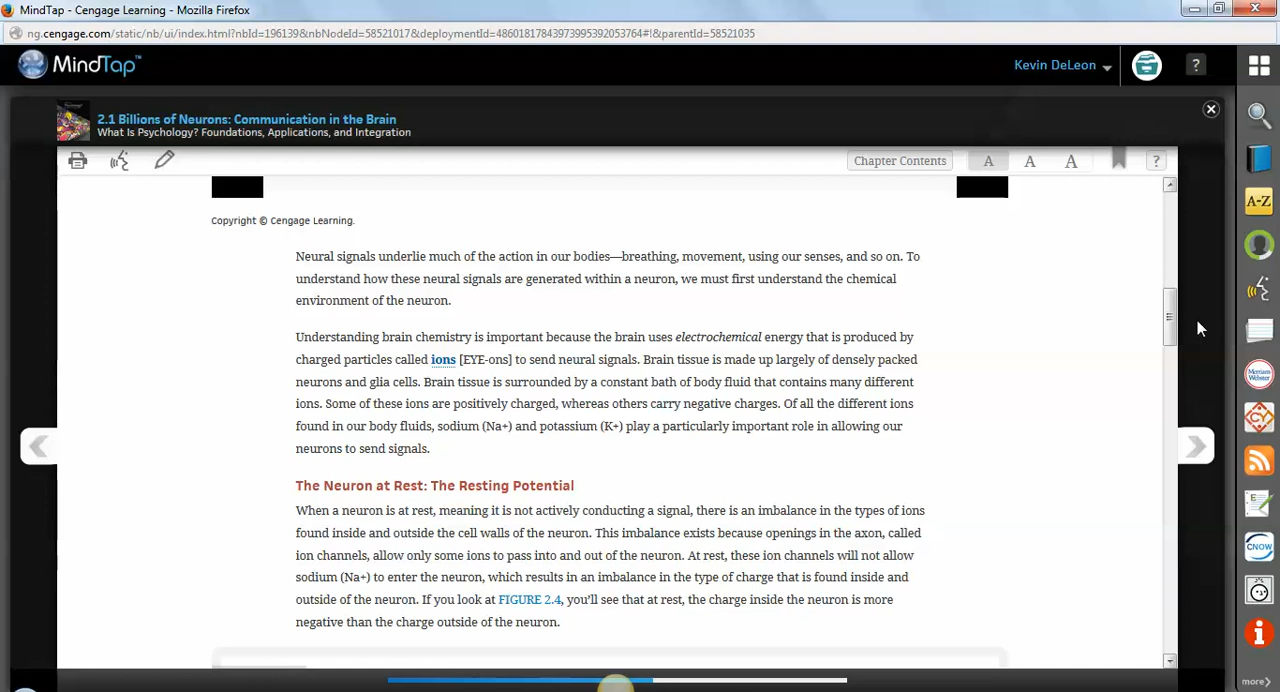 MindTap - Cengage Learning - Mozilla Firefox
ng.cengage.com/static/nb/ui/index.html?nbId=196139&nbNodeId=58521017&deploymentId=48601817843973995392053764#!&parentId=58521035
MindTap™
Kevin DeLeon
?
2.1 Billions of Neurons: Communication in the Brain
What Is Psychology? Foundations, Applications, and Integration
Chapter Contents
A
A
A
?
Copyright © Cengage Learning.
Neural signals underlie much of the action in our bodies—breathing, movement, using our senses, and so on. To
understand how these neural signals are generated within a neuron, we must first understand the chemical
environment of the neuron.
Understanding brain chemistry is important because the brain uses electrochemical energy that is produced by
charged particles called ions [EYE-ons] to send neural signals. Brain tissue is made up largely of densely packed
neurons and glia cells. Brain tissue is surrounded by a constant bath of body fluid that contains many different
ions. Some of these ions are positively charged, whereas others carry negative charges. Of all the different ions
found in our body fluids, sodium (Na+) and potassium (K+) play a particularly important role in allowing our
neurons to send signals.
The Neuron at Rest: The Resting Potential
When a neuron is at rest, meaning it is not actively conducting a signal, there is an imbalance in the types of ions
found inside and outside the cell walls of the neuron. This imbalance exists because openings in the axon, called
ion channels, allow only some ions to pass into and out of the neuron. At rest, these ion channels will not allow
sodium (Na+) to enter the neuron, which results in an imbalance in the type of charge that is found inside and
outside of the neuron. If you look at FIGURE 2.4, you'll see that at rest, the charge inside the neuron is more
negative than the charge outside of the neuron.
A-Z
Merriam
Webster
CY
CNOW
more